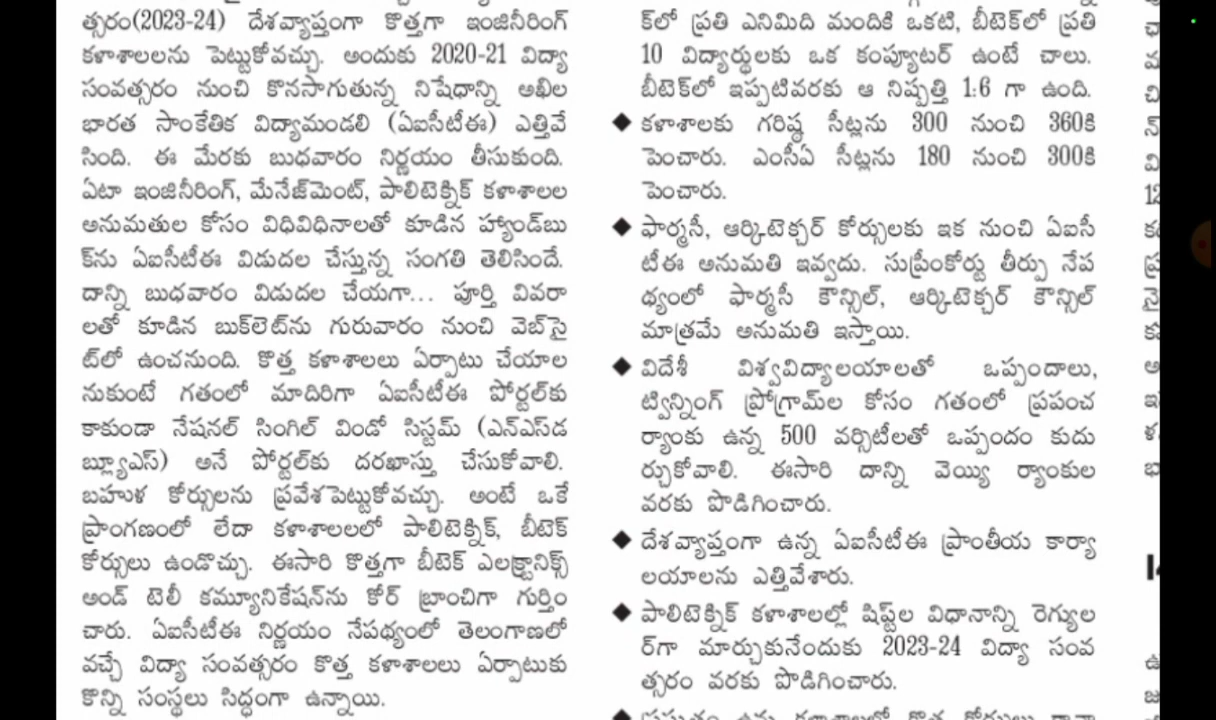 త్సరం(2023-24) దేశవ్యాప్తంగా కొత్తగా ఇంజినీరింగ్
కళాశాలలను పెట్టుకోవచ్చు. అందుకు 2020-21 విద్యా
సంవత్సరం నుంచి కొనసాగుతున్న నిషేధాన్ని అఖిల
భారత సాంకేతిక విద్యామండలి (ఏఐసీటీఈ) ఎత్తివే
సింది. ఈ మేరకు బుధవారం నిర్ణయం తీసుకుంది.
ఏటా ఇంజినీరింగ్, మేనేజ్‌మెంట్, పాలిటెక్నిక్ కళాశాలల
అనుమతుల కోసం విధివిధినాలతో కూడిన హ్యాండ్‌బు
క్‌ను ఏఐసీటీఈ విడుదల చేస్తున్న సంగతి తెలిసిందే.
దాన్ని బుధవారం విడుదల చేయగా... పూర్తి వివరా
లతో కూడిన బుక్‌లెట్‌ను గురువారం నుంచి వెబ్‌సై
ట్‌లో ఉంచనుంది. కొత్త కళాశాలలు ఏర్పాటు చేయాల
నుకుంటే గతంలో మాదిరిగా ఏఐసీటీఈ పోర్టల్‌కు
కాకుండా నేషనల్ సింగిల్ విండో సిస్టమ్ (ఎన్ఎస్‌డ
బ్ల్యూఎస్) అనే పోర్టల్‌కు దరఖాస్తు చేసుకోవాలి.
బహుళ కోర్సులను ప్రవేశపెట్టుకోవచ్చు. అంటే ఒకే
ప్రాంగణంలో లేదా కళాశాలలలో పాలిటెక్నిక్, బీటెక్
కోర్సులు ఉండొచ్చు. ఈసారి కొత్తగా బీటెక్ ఎలక్ట్రానిక్స్
అండ్ టెలీ కమ్యూనికేషన్‌ను కోర్ బ్రాంచిగా గుర్తిం
చారు. ఏఐసీటీఈ నిర్ణయం నేపథ్యంలో తెలంగాణలో
వచ్చే విద్యా సంవత్సరం కొత్త కళాశాలలు ఏర్పాటుకు
కొన్ని సంస్థలు సిద్ధంగా ఉన్నాయి.
క్‌లో ప్రతి ఎనిమిది మందికి ఒకటి, బీటెక్‌లో ప్రతి
10 విద్యార్థులకు ఒక కంప్యూటర్ ఉంటే చాలు.
బీటెక్‌లో ఇప్పటివరకు ఆ నిష్పత్తి 1:6 గా ఉంది.
◆ కళాశాలకు గరిష్ఠ సీట్లను 300 నుంచి 360కి
పెంచారు. ఎంసీఏ సీట్లను 180 నుంచి 300కి
పెంచారు.
◆ ఫార్మసీ, ఆర్కిటెక్చర్ కోర్సులకు ఇక నుంచి ఏఐసీ
టీఈ అనుమతి ఇవ్వదు. సుప్రీంకోర్టు తీర్పు నేప
థ్యంలో ఫార్మసీ కౌన్సిల్, ఆర్కిటెక్చర్ కౌన్సిల్
మాత్రమే అనుమతి ఇస్తాయి.
◆ విదేశీ విశ్వవిద్యాలయాలతో ఒప్పందాలు,
ట్విన్నింగ్ ప్రోగ్రామ్‌ల కోసం గతంలో ప్రపంచ
ర్యాంకు ఉన్న 500 వర్సిటీలతో ఒప్పందం కుదు
ర్చుకోవాలి. ఈసారి దాన్ని వెయ్యి ర్యాంకుల
వరకు పొడిగించారు.
◆ దేశవ్యాప్తంగా ఉన్న ఏఐసీటీఈ ప్రాంతీయ కార్యా
లయాలను ఎత్తివేశారు.
◆ పాలిటెక్నిక్ కళాశాలల్లో షిఫ్ట్‌ల విధానాన్ని రెగ్యుల
ర్‌గా మార్చుకునేందుకు 2023-24 విద్యా సంవ
త్సరం వరకు పొడిగించారు.